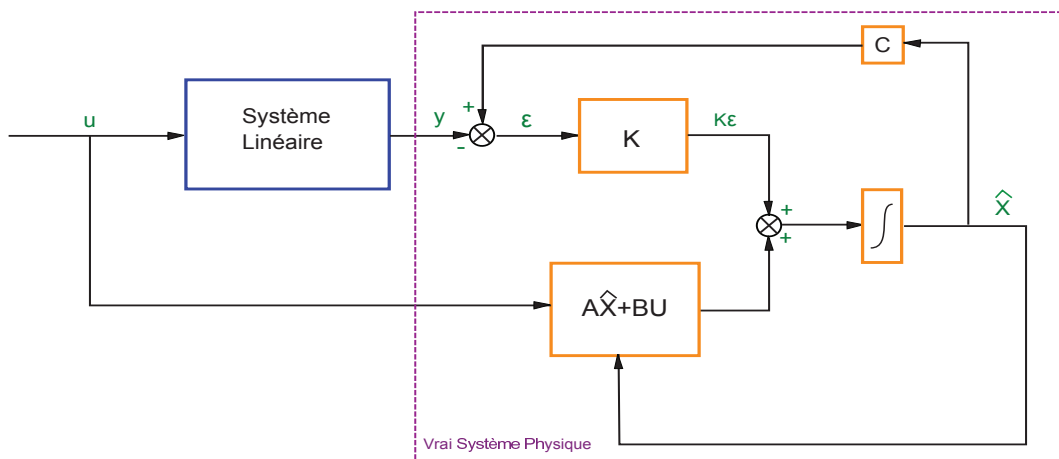 C
+
u
Système
Linéaire
y
-
ε
K
Kε
+
+
∫
X̂
AX̂+BU
Vrai Système Physique